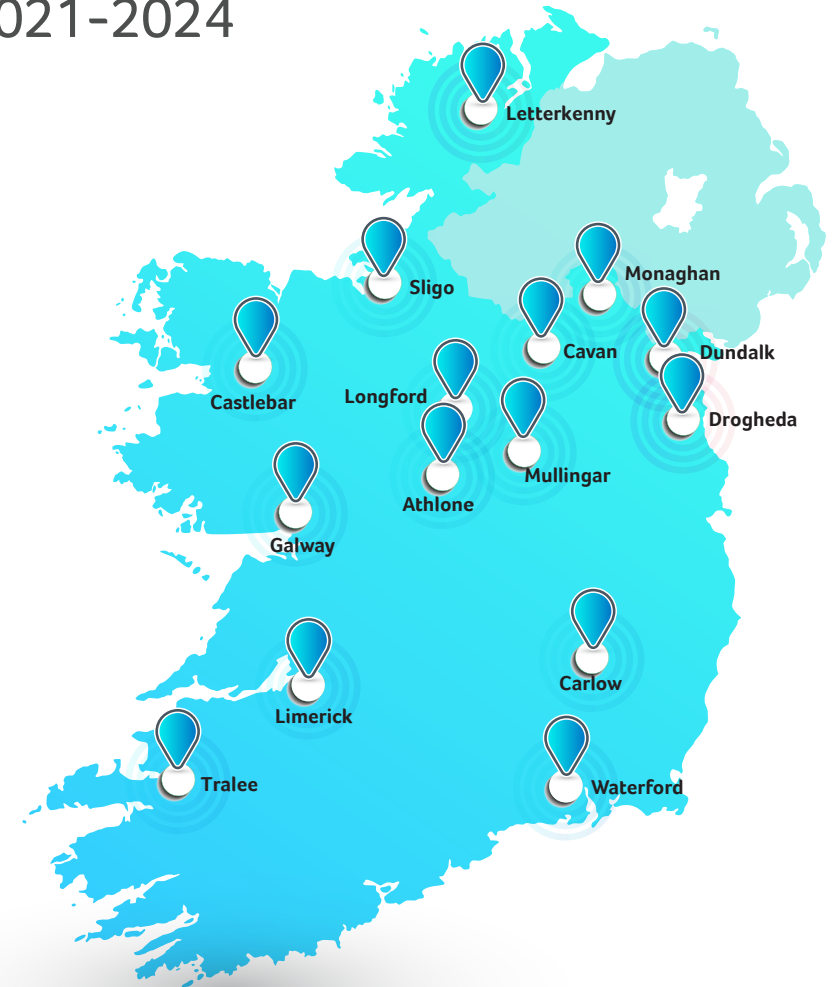 021-2024
Letterkenny
Monaghan
Sligo
Cavan
Dundalk
Longford
Castlebar
Drogheda
Mullingar
Athlone
Galway
Carlow
Limerick
Tralee
Waterford